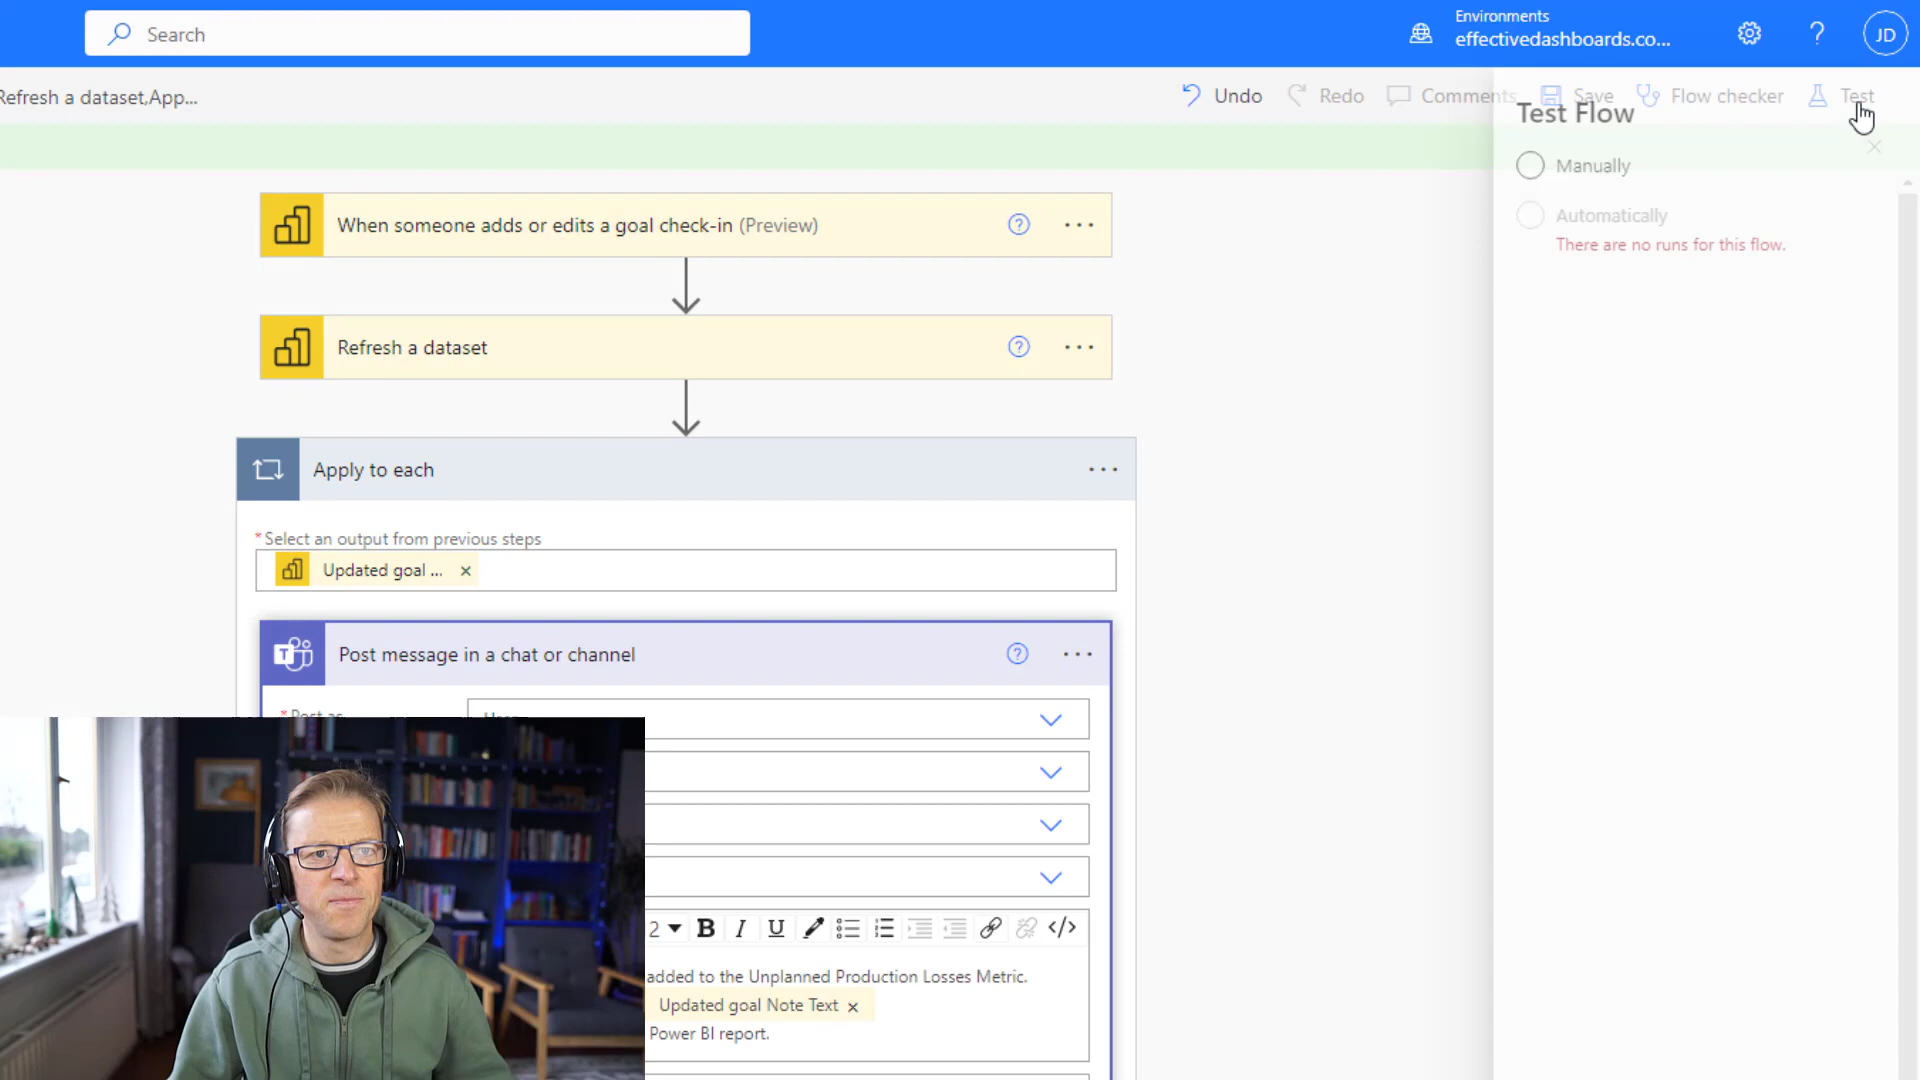 Search
Environments
effectivedashboards.co...
?
JD
Refresh a dataset,App...
Undo
Redo
Comments
Save
Flow checker
Test
Test Flow
Manually
Automatically
There are no runs for this flow.
When someone adds or edits a goal check-in (Preview)
?
Refresh a dataset
?
Apply to each
*Select an output from previous steps
Updated goal ... ×
T
Post message in a chat or channel
?
*Post as
2
B I U </>
added to the Unplanned Production Losses Metric.
Updated goal Note Text ×
Power BI report.